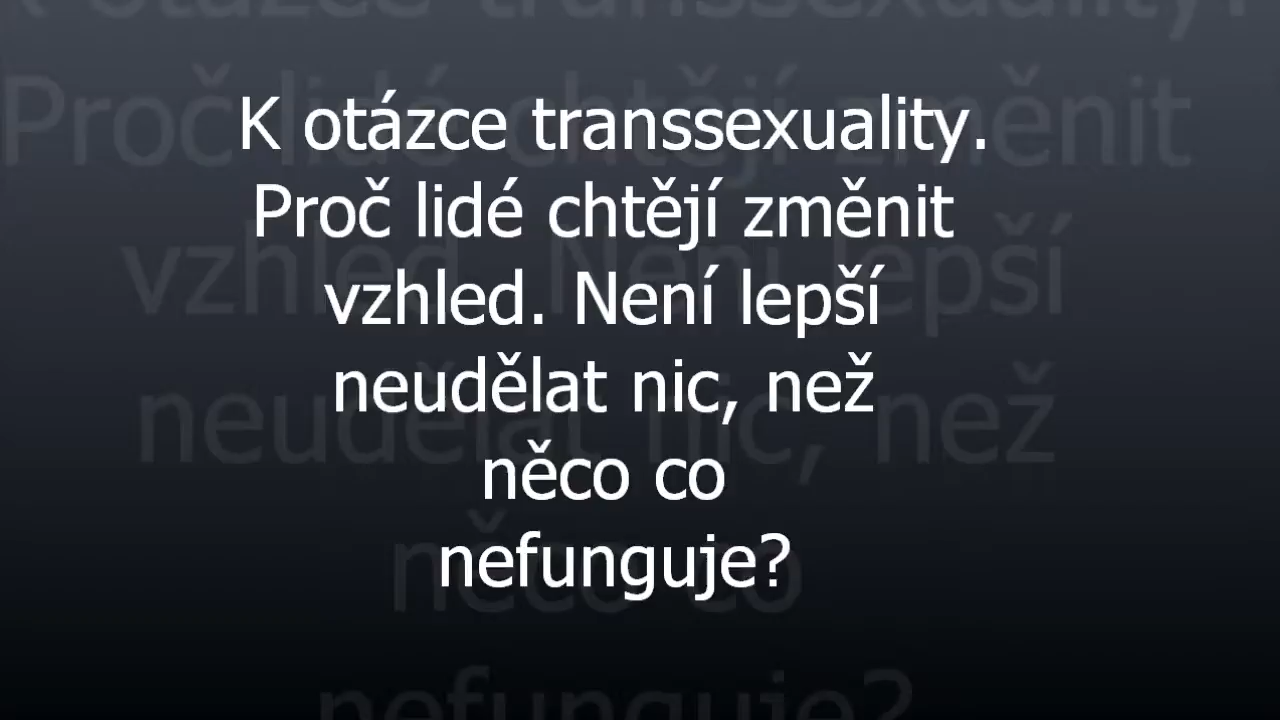 K otázce transsexuality.
Proč lidé chtějí změnit
vzhled. Není lepší
neudělat nic, než
něco co
nefunguje?